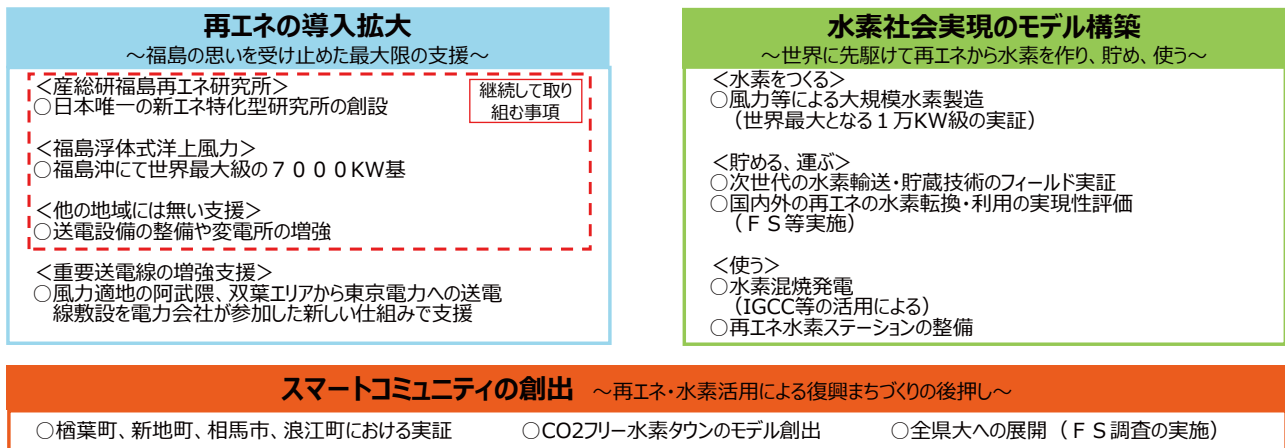 再エネの導入拡大
～福島の思いを受け止めた最大限の支援～
＜産総研福島再エネ研究所＞
○日本唯一の新エネ特化型研究所の創設
継続して取り
組む事項
＜福島浮体式洋上風力＞
○福島沖にて世界最大級の７０００KW基
＜他の地域には無い支援＞
○送電設備の整備や変電所の増強
＜重要送電線の増強支援＞
○風力適地の阿武隈、双葉エリアから東京電力への送電
線敷設を電力会社が参加した新しい仕組みで支援
水素社会実現のモデル構築
～世界に先駆けて再エネから水素を作り、貯め、使う～
＜水素をつくる＞
○風力等による大規模水素製造
（世界最大となる１万KW級の実証）
＜貯める、運ぶ＞
○次世代の水素輸送・貯蔵技術のフィールド実証
○国内外の再エネの水素転換・利用の実現性評価
（ＦＳ等実施）
＜使う＞
○水素混焼発電
（IGCC等の活用による）
○再エネ水素ステーションの整備
スマートコミュニティの創出 ～再エネ・水素活用による復興まちづくりの後押し～
○楢葉町、新地町、相馬市、浪江町における実証 ○CO2フリー水素タウンのモデル創出 ○全県大への展開（ＦＳ調査の実施）